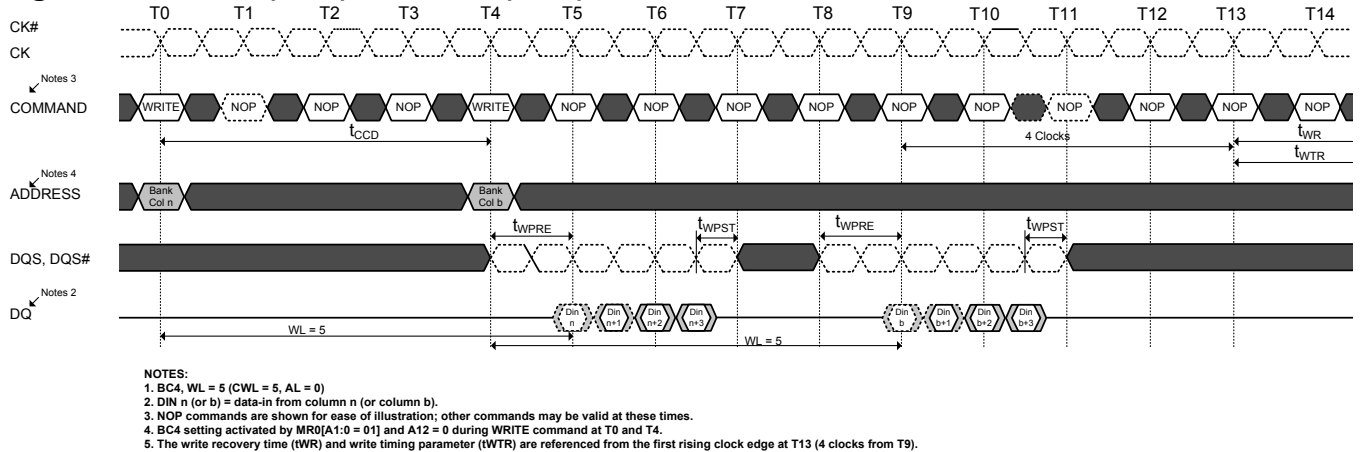 T0 T1 T2 T3 T4 T5 T6 T7 T8 T9 T10 T11 T12 T13 T14
CK#
CK
Notes 3
COMMAND
WRITE NOP NOP NOP WRITE NOP NOP NOP NOP NOP NOP NOP NOP NOP NOP
tCCD
4 Clocks
tWR
tWTR
Notes 4
ADDRESS
Bank Bank
Col n Col b
tWPRE tWPST tWPRE tWPST
DQS, DQS#
Notes 2
DQ
Din Din Din Din Din Din Din Din
n n+1 n+2 n+3 b b+1 b+2 b+3
WL = 5
WL = 5
NOTES:
1. BC4, WL = 5 (CWL = 5, AL = 0)
2. DIN n (or b) = data-in from column n (or column b).
3. NOP commands are shown for ease of illustration; other commands may be valid at these times.
4. BC4 setting activated by MR0[A1:0 = 01] and A12 = 0 during WRITE command at T0 and T4.
5. The write recovery time (tWR) and write timing parameter (tWTR) are referenced from the first rising clock edge at T13 (4 clocks from T9).